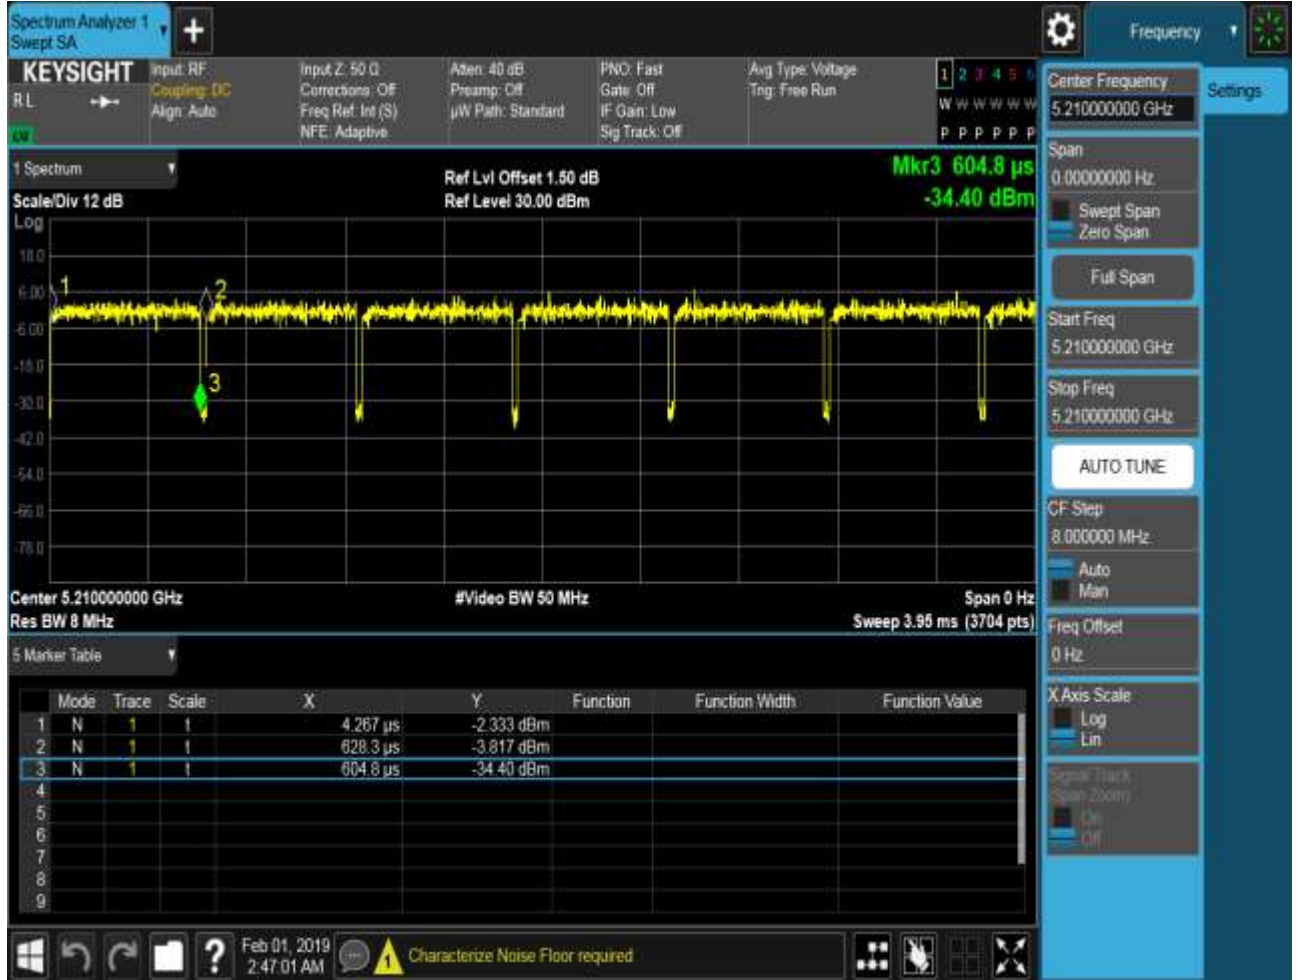 Spectrum Analyzer 1
Swept SA
+
Frequency
KEYSIGHT
R L
Input: RF
Coupling: DC
Align: Auto
Input Z: 50 Ω
Corrections: Off
Freq Ref: Int (S)
NFE: Adaptive
Atten: 40 dB
Preamp: Off
µW Path: Standard
PNO: Fast
Gate: Off
IF Gain: Low
Sig Track: Off
Avg Type: Voltage
Trig: Free Run
1 2 3 4 5 6
W W W W W W
P P P P P P
1 Spectrum
Scale/Div 12 dB
Ref Lvl Offset 1.50 dB
Ref Level 30.00 dBm
Mkr3 604.8 µs
-34.40 dBm
Log
18.0
6.00
-6.00
-18.0
-30.0
-42.0
-54.0
-66.0
-78.0
1
2
3
Center 5.210000000 GHz
#Video BW 50 MHz
Span 0 Hz
Res BW 8 MHz
Sweep 3.95 ms (3704 pts)
5 Marker Table
Mode Trace Scale X Y Function Function Width Function Value
1 N 1 t 4.267 µs -2.333 dBm
2 N 1 t 628.3 µs -3.817 dBm
3 N 1 t 604.8 µs -34.40 dBm
4
5
6
7
8
9
Feb 01, 2019
2:47:01 AM
?
1
Characterize Noise Floor required
Center Frequency
5.210000000 GHz
Settings
Span
0.00000000 Hz
Swept Span
Zero Span
Full Span
Start Freq
5.210000000 GHz
Stop Freq
5.210000000 GHz
AUTO TUNE
CF Step
8.000000 MHz
Auto
Man
Freq Offset
0 Hz
X Axis Scale
Log
Lin
Signal Track
(Span Zoom)
On
Off